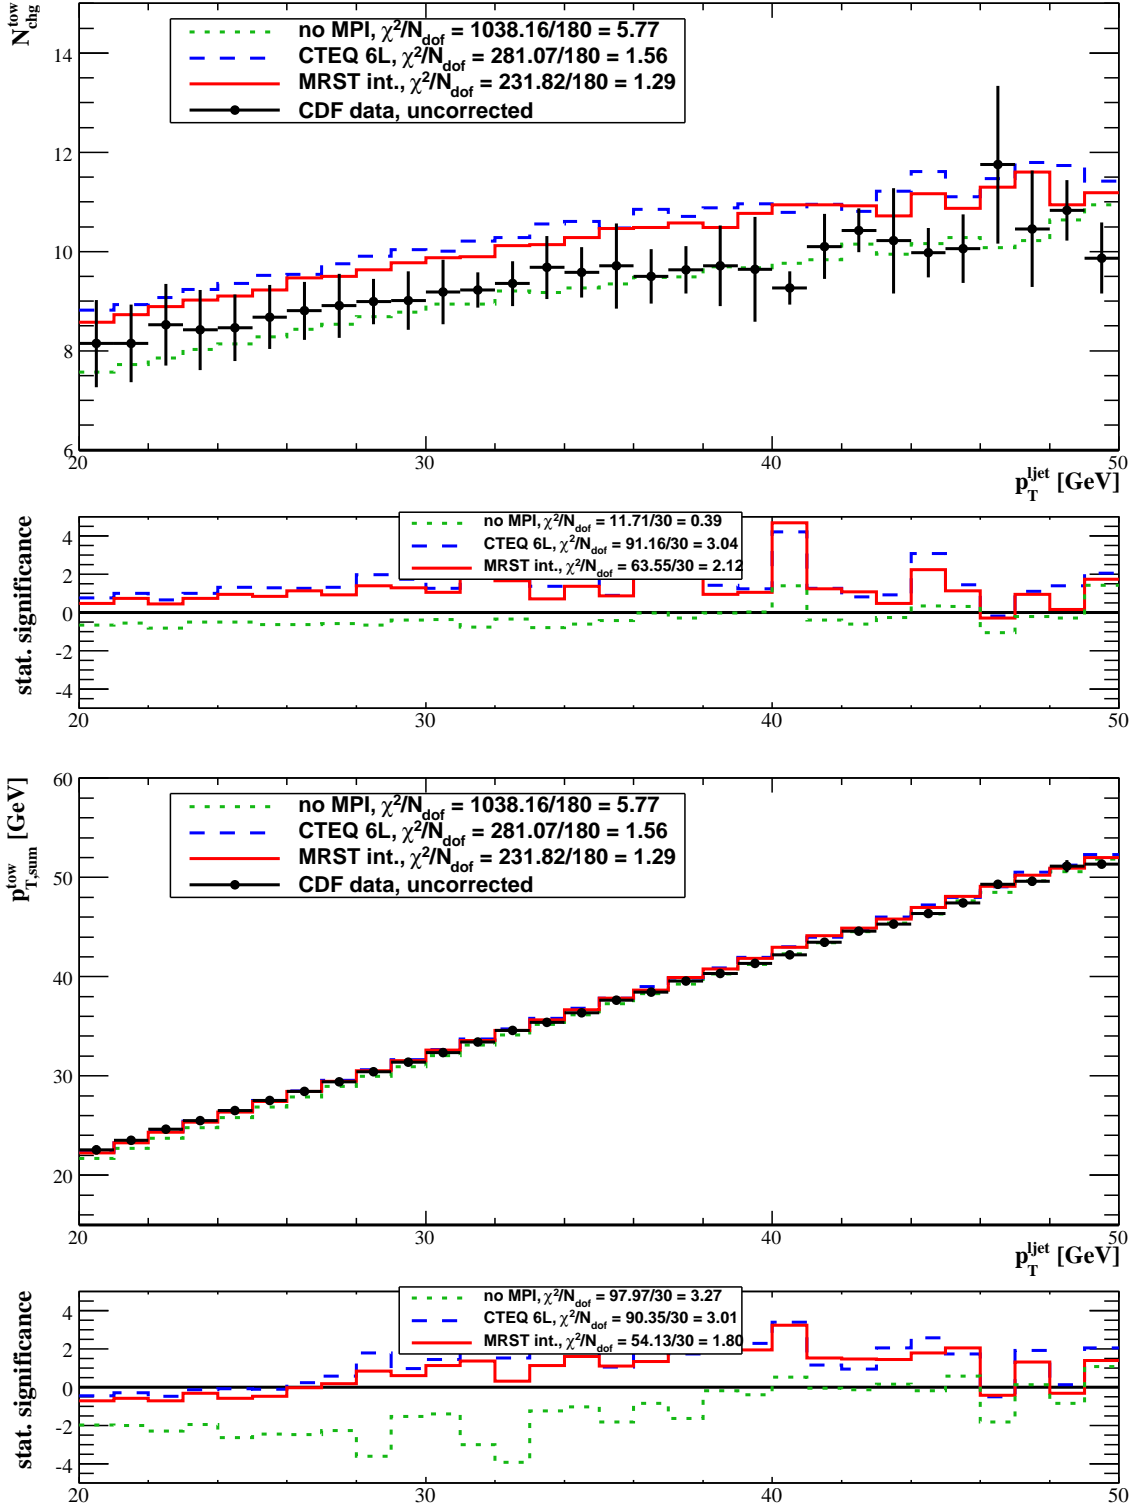 N_chg^tow
14
12
10
8
6
no MPI, χ²/N_dof = 1038.16/180 = 5.77
CTEQ 6L, χ²/N_dof = 281.07/180 = 1.56
MRST int., χ²/N_dof = 231.82/180 = 1.29
CDF data, uncorrected
20 30 40 50
p_T^ljet [GeV]
stat. significance
4
2
0
-2
-4
no MPI, χ²/N_dof = 11.71/30 = 0.39
CTEQ 6L, χ²/N_dof = 91.16/30 = 3.04
MRST int., χ²/N_dof = 63.55/30 = 2.12
20 30 40 50
p_T,sum^tow [GeV]
60
50
40
30
20
no MPI, χ²/N_dof = 1038.16/180 = 5.77
CTEQ 6L, χ²/N_dof = 281.07/180 = 1.56
MRST int., χ²/N_dof = 231.82/180 = 1.29
CDF data, uncorrected
20 30 40 50
p_T^ljet [GeV]
stat. significance
4
2
0
-2
-4
no MPI, χ²/N_dof = 97.97/30 = 3.27
CTEQ 6L, χ²/N_dof = 90.35/30 = 3.01
MRST int., χ²/N_dof = 54.13/30 = 1.80